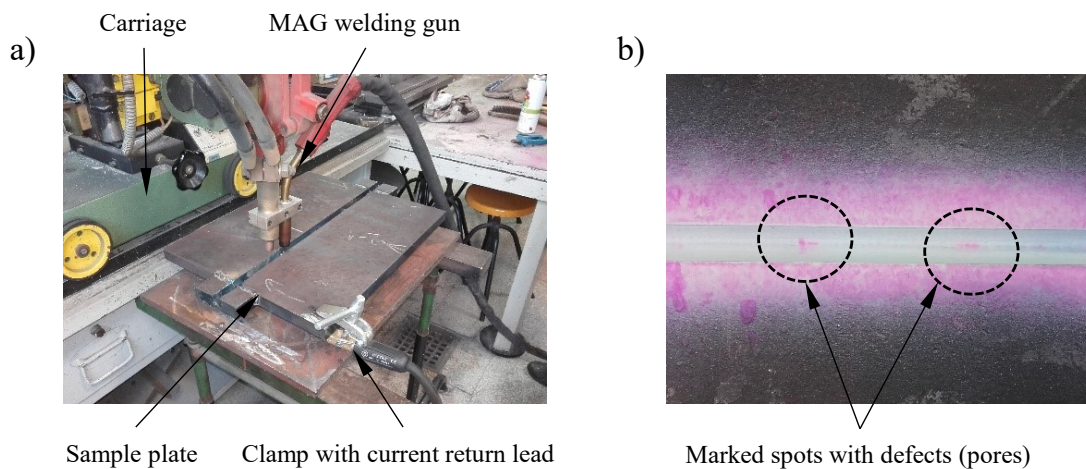 Carriage
MAG welding gun
a)
b)
Sample plate
Clamp with current return lead
Marked spots with defects (pores)